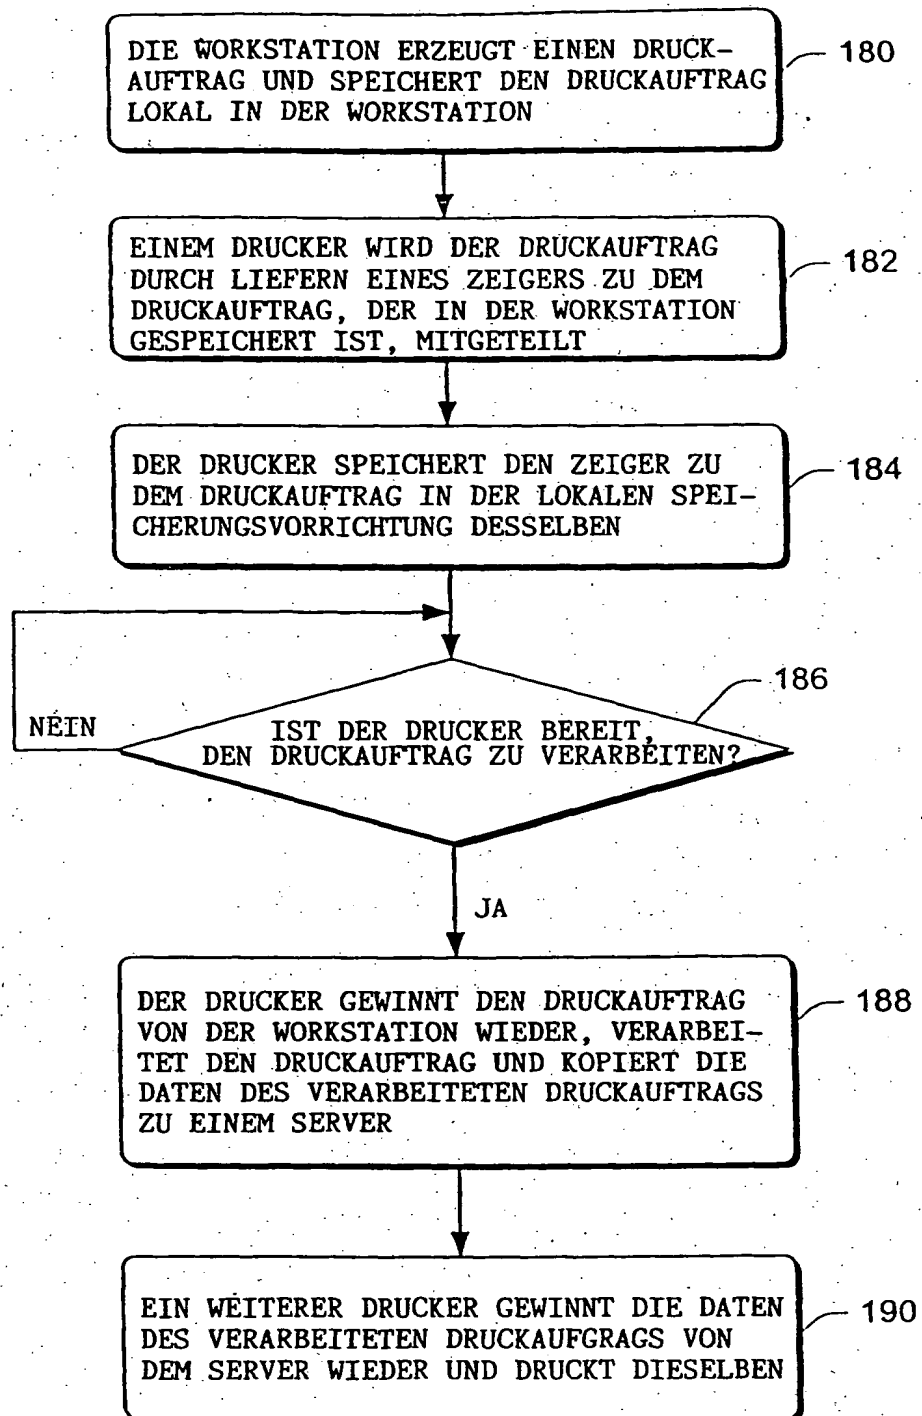 DIE WORKSTATION ERZEUGT EINEN DRUCK-
AUFTRAG UND SPEICHERT DEN DRUCKAUFTRAG
LOKAL IN DER WORKSTATION
180
EINEM DRUCKER WIRD DER DRUCKAUFTRAG
DURCH LIEFERN EINES ZEIGERS ZU DEM
DRUCKAUFTRAG, DER IN DER WORKSTATION
GESPEICHERT IST, MITGETEILT
182
DER DRUCKER SPEICHERT DEN ZEIGER ZU
DEM DRUCKAUFTRAG IN DER LOKALEN SPEI-
CHERUNGSVORRICHTUNG DESSELBEN
184
186
NEIN
IST DER DRUCKER BEREIT,
DEN DRUCKAUFTRAG ZU VERARBEITEN?
JA
DER DRUCKER GEWINNT DEN DRUCKAUFTRAG
VON DER WORKSTATION WIEDER, VERARBEI-
TET DEN DRUCKAUFTRAG UND KOPIERT DIE
DATEN DES VERARBEITETEN DRUCKAUFTRAGS
ZU EINEM SERVER
188
EIN WEITERER DRUCKER GEWINNT DIE DATEN
DES VERARBEITETEN DRUCKAUFGRAGS VON
DEM SERVER WIEDER UND DRUCKT DIESELBEN
190